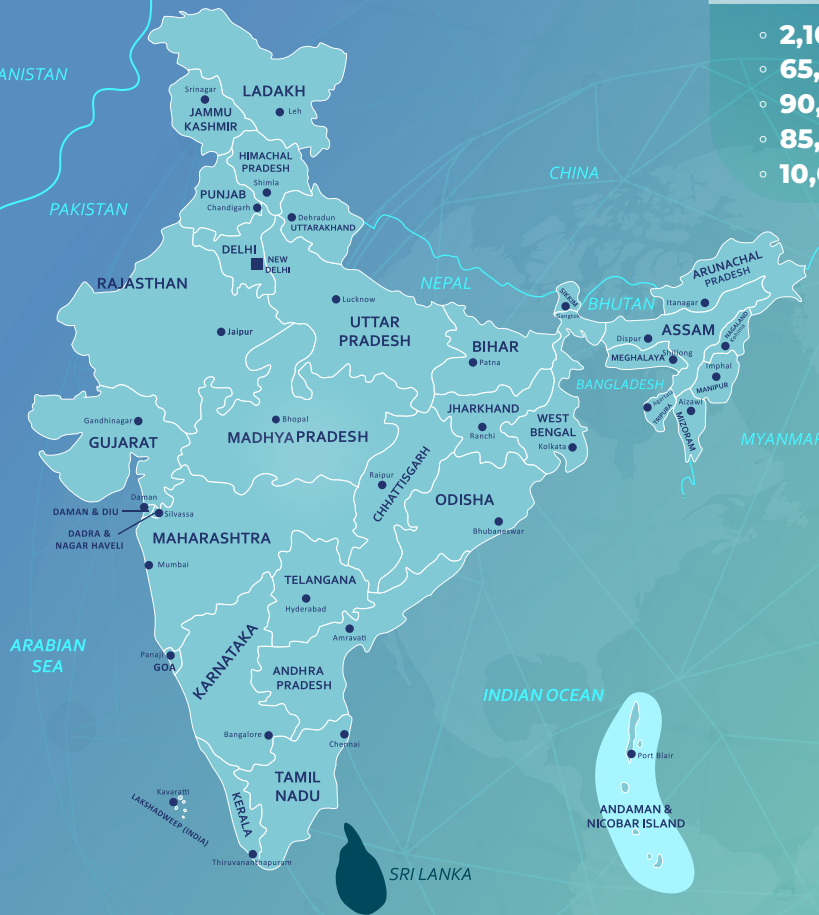 2,10
65,
90,
85,
10,0
ANISTAN
LADAKH
Srinagar
Leh
JAMMU
KASHMIR
HIMACHAL
PRADESH
Shimla
CHINA
PUNJAB
Chandigarh
PAKISTAN
Dehradun
UTTARAKHAND
DELHI
NEW
DELHI
RAJASTHAN
NEPAL
ARUNACHAL
PRADESH
Lucknow
SIKKIM
Gangtok
BHUTAN
Itanagar
Jaipur
UTTAR
PRADESH
BIHAR
Patna
Dispur
ASSAM
NAGALAND
Kohima
MEGHALAYA
Shillong
Imphal
MANIPUR
BANGLADESH
Agartala
TRIPURA
Aizawl
MIZORAM
MYANMAR
Gandhinagar
GUJARAT
Bhopal
MADHYA PRADESH
JHARKHAND
Ranchi
WEST
BENGAL
Kolkata
Raipur
CHHATTISGARH
ODISHA
Bhubaneswar
Daman
DAMAN & DIU
Silvassa
DADRA &
NAGAR HAVELI
MAHARASHTRA
Mumbai
TELANGANA
Hyderabad
Amravati
ARABIAN
SEA
Panaji
GOA
KARNATAKA
ANDHRA
PRADESH
INDIAN OCEAN
Bangalore
Chennai
Port Blair
TAMIL
NADU
Kavaratti
LAKSHADWEEP (INDIA)
KERALA
ANDAMAN &
NICOBAR ISLAND
Thiruvananthapuram
SRI LANKA